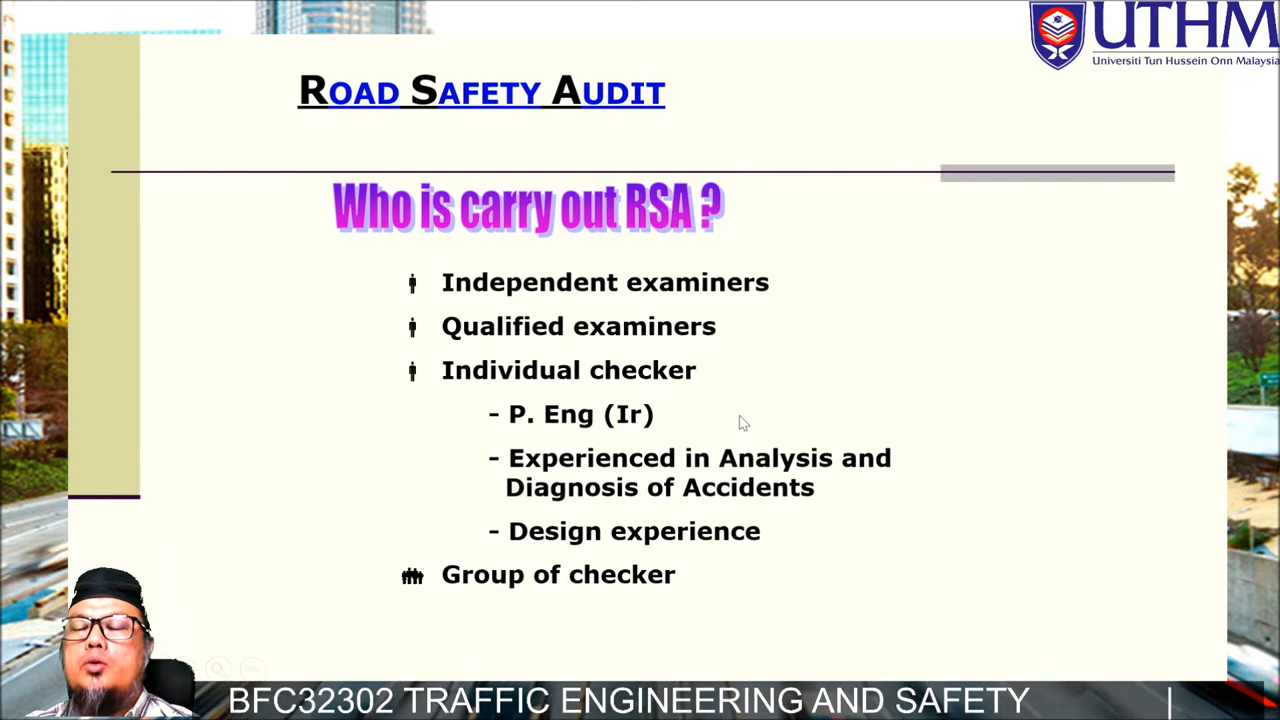 UTHM
Universiti Tun Hussein Onn Malaysia
ROAD SAFETY AUDIT
Who is carry out RSA ?
Independent examiners
Qualified examiners
Individual checker
- P. Eng (Ir)
- Experienced in Analysis and
Diagnosis of Accidents
- Design experience
Group of checker
BFC32302 TRAFFIC ENGINEERING AND SAFETY |